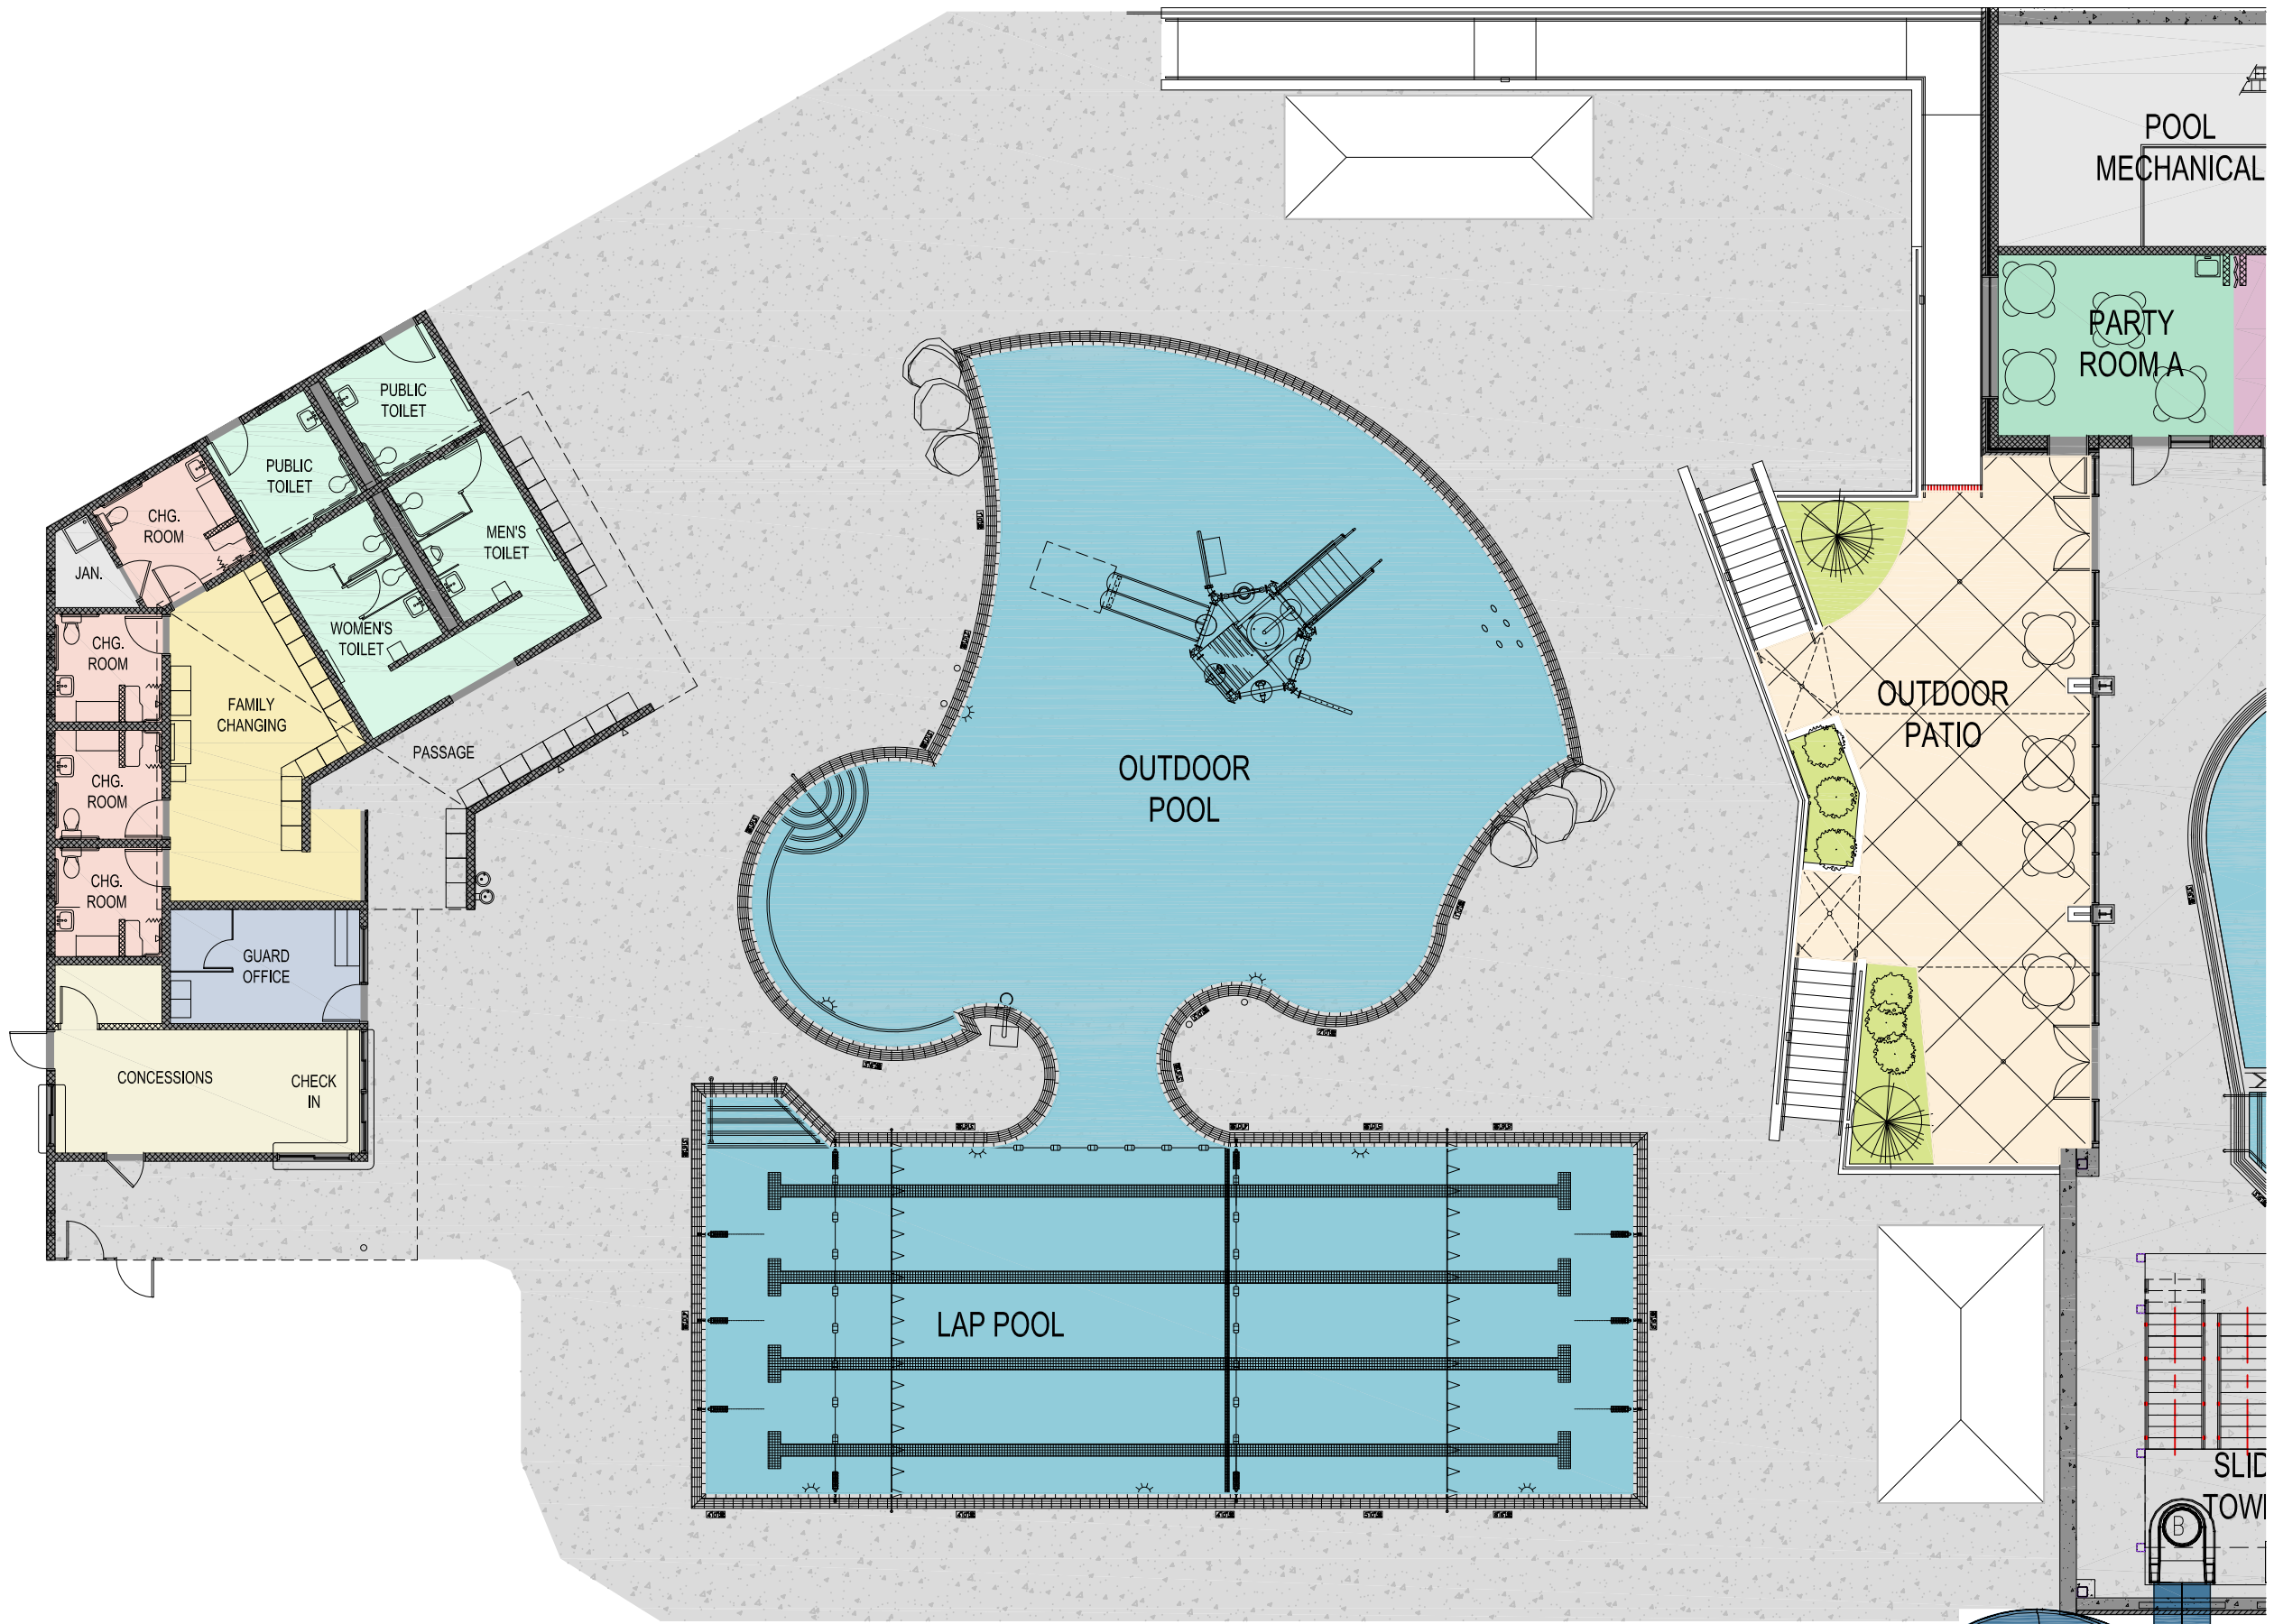 POOL
MECHANICAL
PARTY
ROOM A
PUBLIC
TOILET
PUBLIC
TOILET
CHG.
ROOM
MEN'S
TOILET
JAN.
WOMEN'S
TOILET
CHG.
ROOM
FAMILY
CHANGING
PASSAGE
CHG.
ROOM
CHG.
ROOM
GUARD
OFFICE
CONCESSIONS
CHECK
IN
OUTDOOR
POOL
OUTDOOR
PATIO
LAP POOL
SLID
TOW
B